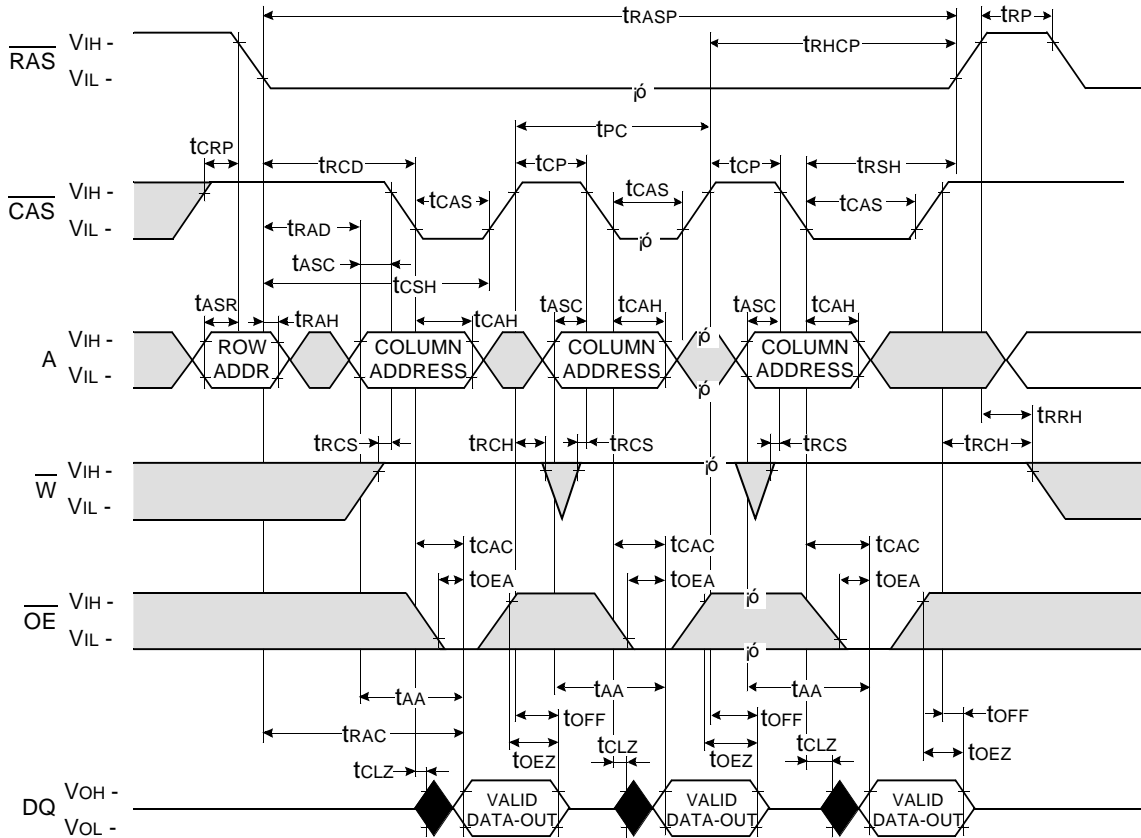 tRASP
tRP
tRHCP
RAS
VIH -
VIL -
¡ó
tPC
tCRP
tRCD
tCP
tCP
tRSH
CAS
VIH -
VIL -
tCAS
tCAS
tCAS
¡ó
tRAD
tASC
tCSH
tASR
tRAH
tCAH
tASC
tCAH
tASC
tCAH
A
VIH -
VIL -
ROW
ADDR
COLUMN
ADDRESS
COLUMN
ADDRESS
¡ó
¡ó
COLUMN
ADDRESS
tRRH
tRCS
tRCH
tRCS
tRCS
tRCH
W
VIH -
VIL -
¡ó
tCAC
tCAC
tCAC
tOEA
tOEA
tOEA
OE
VIH -
VIL -
¡ó
¡ó
tAA
tAA
tAA
tOFF
tOFF
tOFF
tRAC
tCLZ
tOEZ
tCLZ
tOEZ
tCLZ
tOEZ
DQ
VOH -
VOL -
VALID
DATA-OUT
VALID
DATA-OUT
VALID
DATA-OUT